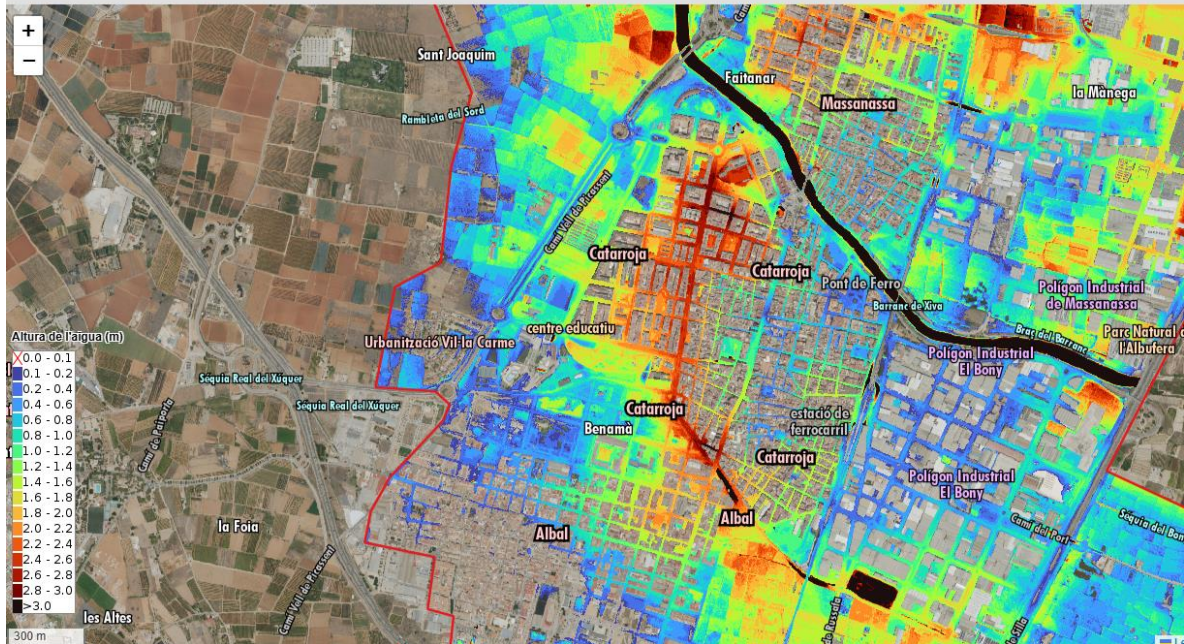 +
−
Sant Joaquim
Rambleta del Sord
Camí Vell de Picassent
Faitanar
Massanassa
la Mànega
Catarroja
Catarroja
Pont de Ferro
Barranc de Xiva
Polígon Industrial
de Massanassa
centre educatiu
Urbanització Vil·la Carme
Braç del Barranc
Parc Natural de
l'Albufera
Polígon Industrial
El Bony
Altura de l'aigua (m)
0.0 - 0.1
0.1 - 0.2
0.2 - 0.4
0.4 - 0.6
0.6 - 0.8
0.8 - 1.0
1.0 - 1.2
1.2 - 1.4
1.4 - 1.6
1.6 - 1.8
1.8 - 2.0
2.0 - 2.2
2.2 - 2.4
2.4 - 2.6
2.6 - 2.8
2.8 - 3.0
>3.0
Séquia Real del Xúquer
Séquia Real del Xúquer
Camí de Paiporta
Catarroja
Benamà
estació de
ferrocarril
Catarroja
Polígon Industrial
El Bony
la Foia
Albal
Albal
Camí del Port
Séquia del Bon
Camí Vell de Picassent
les Altes
300 m